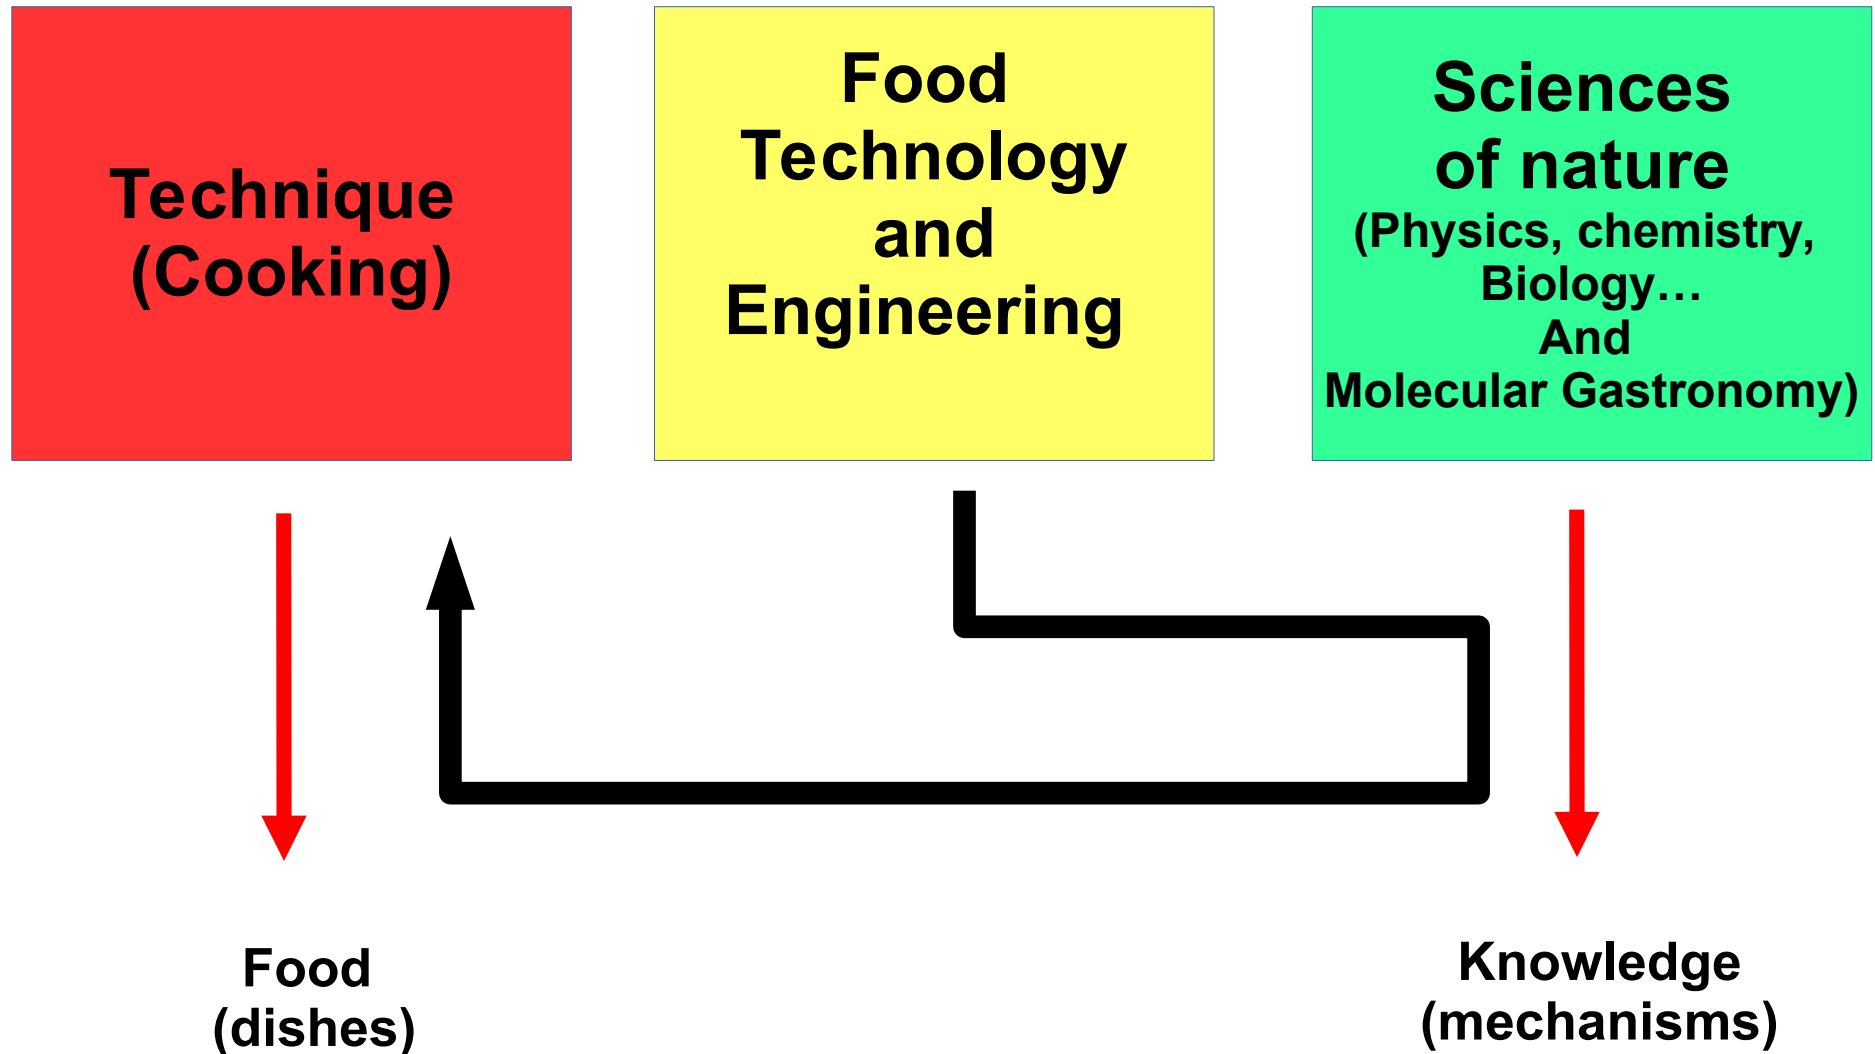 Technique
(Cooking)
Food
Technology
and
Engineering
Sciences
of nature
(Physics, chemistry,
Biology…
And
Molecular Gastronomy)
Food
(dishes)
Knowledge
(mechanisms)